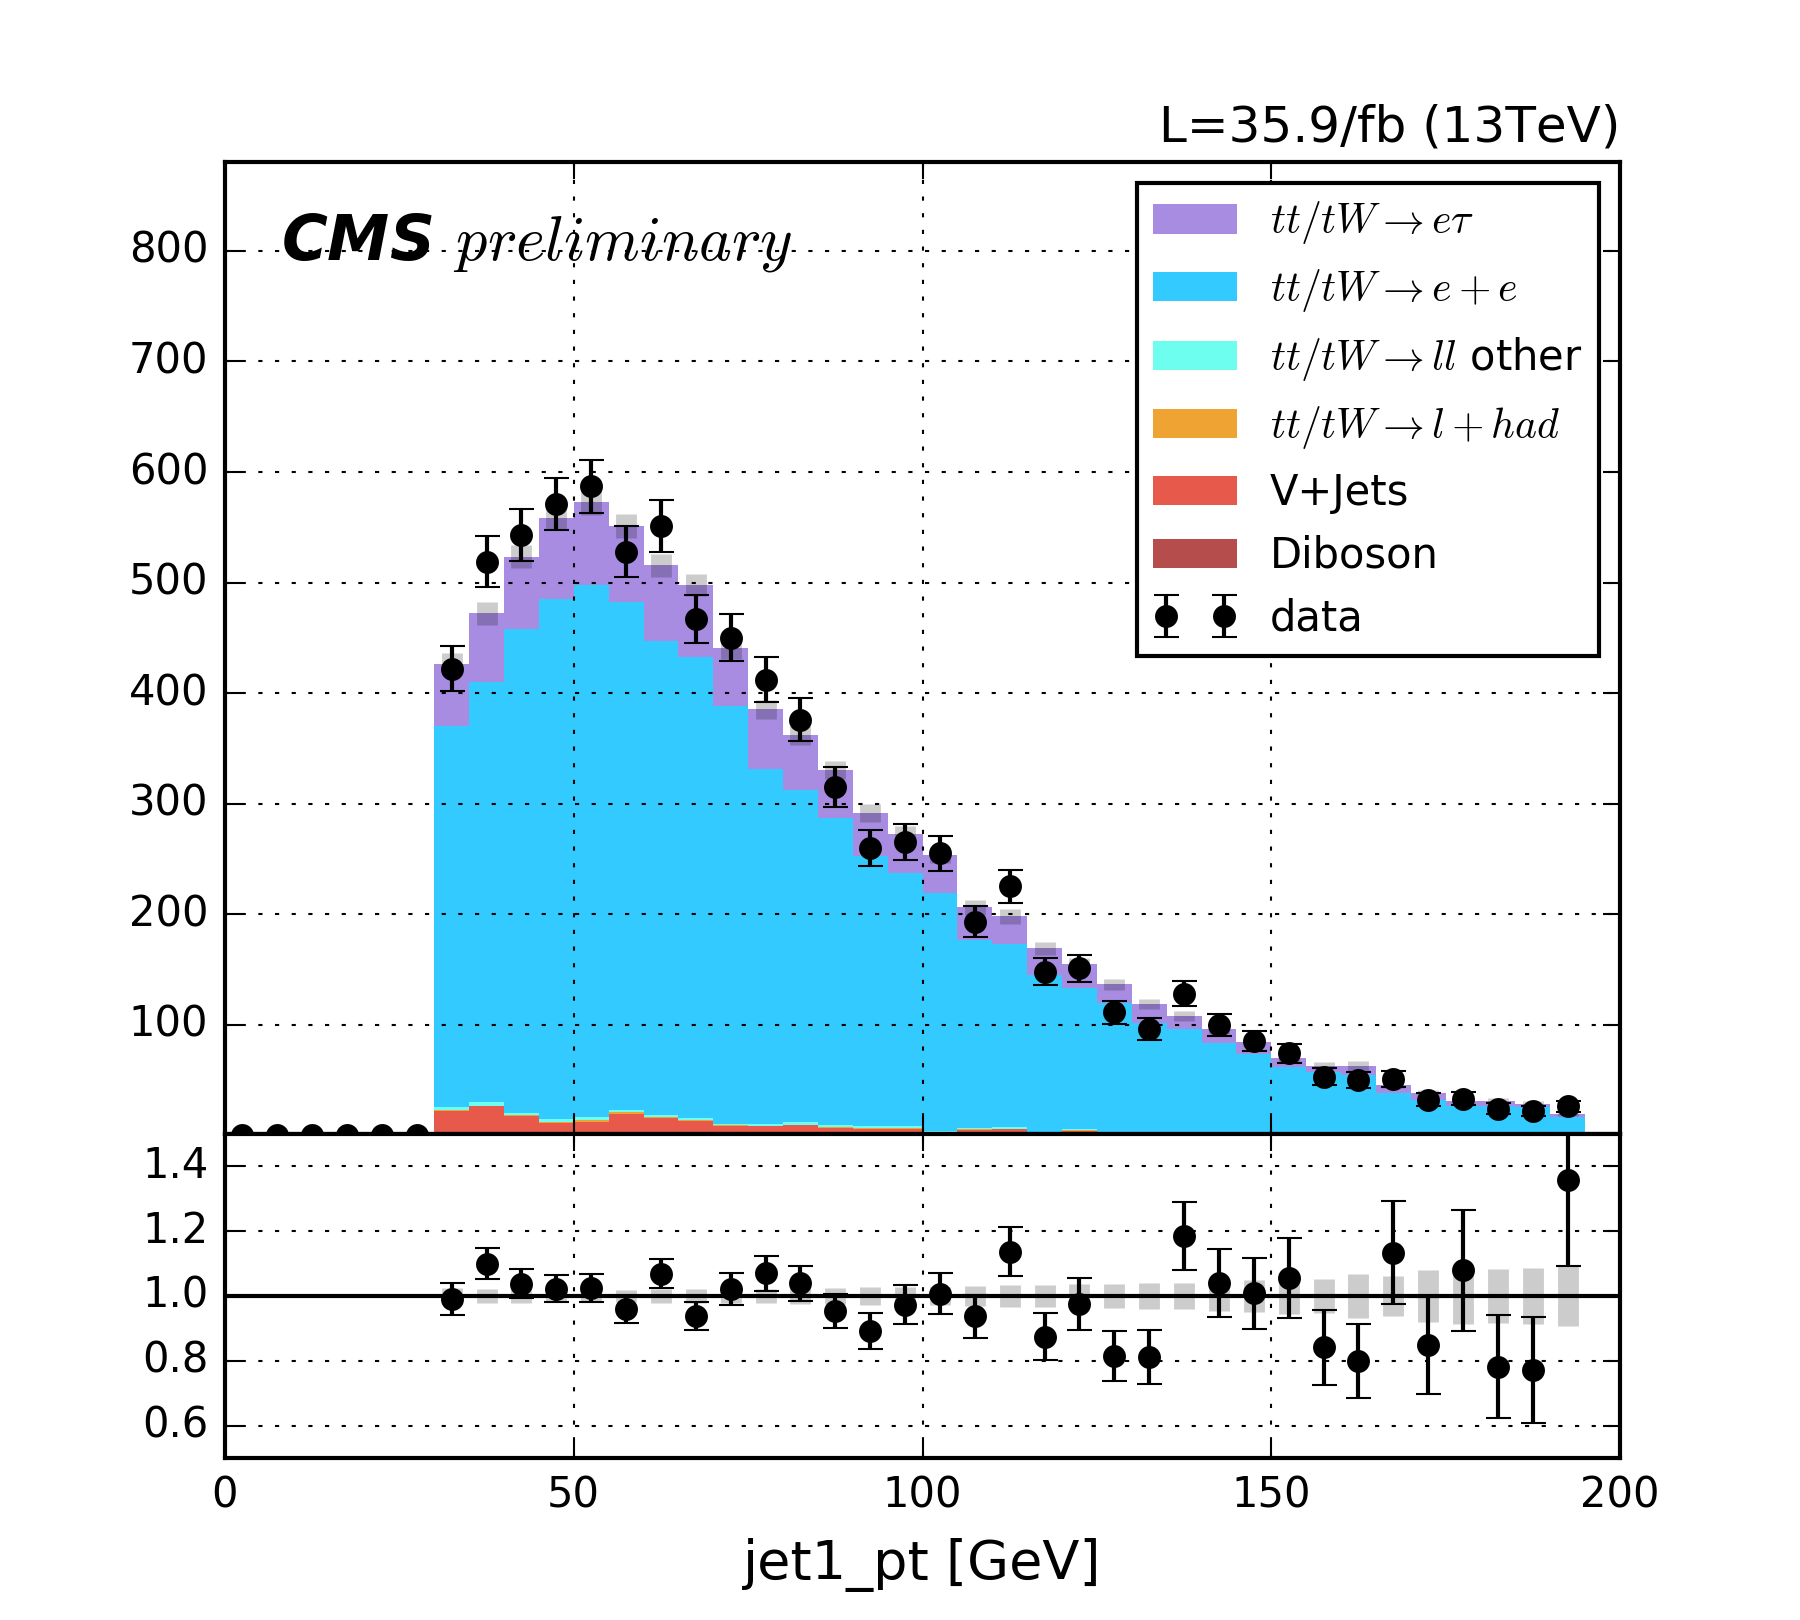 L=35.9/fb (13TeV)
CMS preliminary
tt/tW→eτ
tt/tW→e+e
tt/tW→ll other
tt/tW→l+had
V+Jets
Diboson
data
800
700
600
500
400
300
200
100
1.4
1.2
1.0
0.8
0.6
0 50 100 150 200
jet1_pt [GeV]